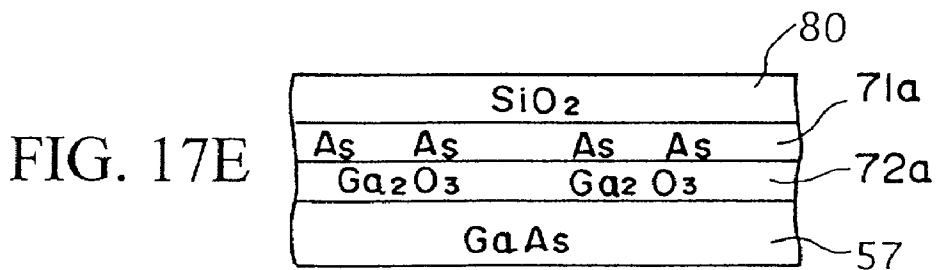 80
SiO2
71a
As As As As
FIG. 17E
Ga2O3 Ga2O3
72a
GaAs
57